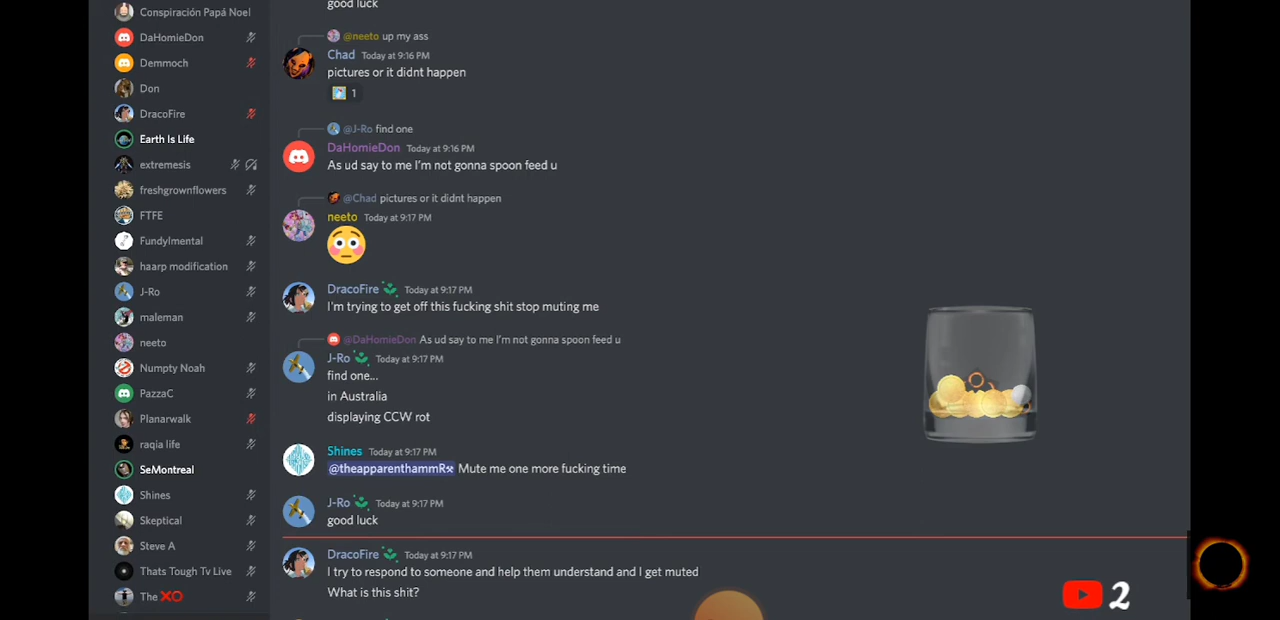 Conspiración Papá Noel
DaHomieDon
Demmoch
Don
DracoFire
Earth Is Life
extremesis
freshgrownflowers
FTFE
Fundylmental
haarp modification
J-Ro
maleman
neeto
Numpty Noah
PazzaC
Planarwalk
raqia life
SeMontreal
Shines
Skeptical
Steve A
Thats Tough Tv Live
The XO
good luck
@neeto up my ass
Chad Today at 9:16 PM
pictures or it didnt happen
1
@J-Ro find one
DaHomieDon Today at 9:16 PM
As ud say to me I'm not gonna spoon feed u
@Chad pictures or it didnt happen
neeto Today at 9:17 PM
DracoFire Today at 9:17 PM
I'm trying to get off this fucking shit stop muting me
@DaHomieDon As ud say to me I'm not gonna spoon feed u
J-Ro Today at 9:17 PM
find one...
in Australia
displaying CCW rot
Shines Today at 9:17 PM
@theapparenthammR⚒ Mute me one more fucking time
J-Ro Today at 9:17 PM
good luck
DracoFire Today at 9:17 PM
I try to respond to someone and help them understand and I get muted
What is this shit?
2